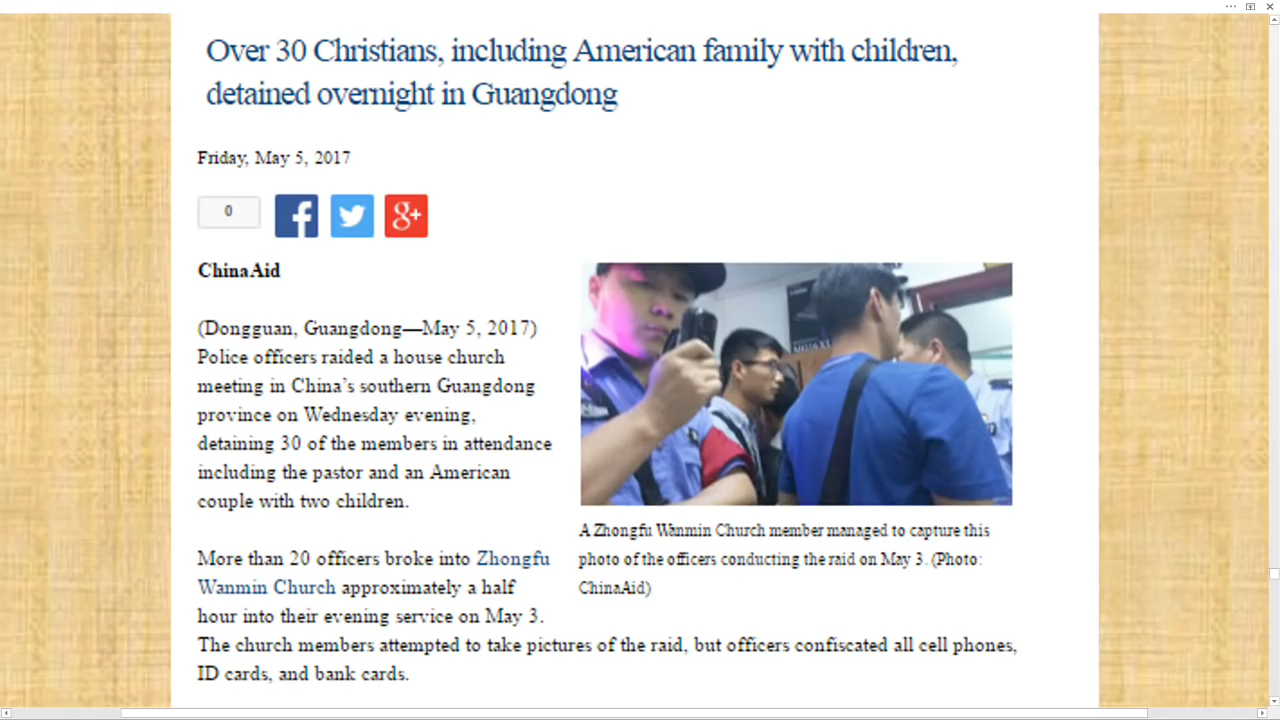 Over 30 Christians, including American family with children,
detained overnight in Guangdong
Friday, May 5, 2017
0
f
g+
ChinaAid
(Dongguan, Guangdong—May 5, 2017)
Police officers raided a house church
meeting in China's southern Guangdong
province on Wednesday evening,
detaining 30 of the members in attendance
including the pastor and an American
couple with two children.
A Zhongfu Wanmin Church member managed to capture this
photo of the officers conducting the raid on May 3. (Photo:
ChinaAid)
More than 20 officers broke into Zhongfu
Wanmin Church approximately a half
hour into their evening service on May 3.
The church members attempted to take pictures of the raid, but officers confiscated all cell phones,
ID cards, and bank cards.